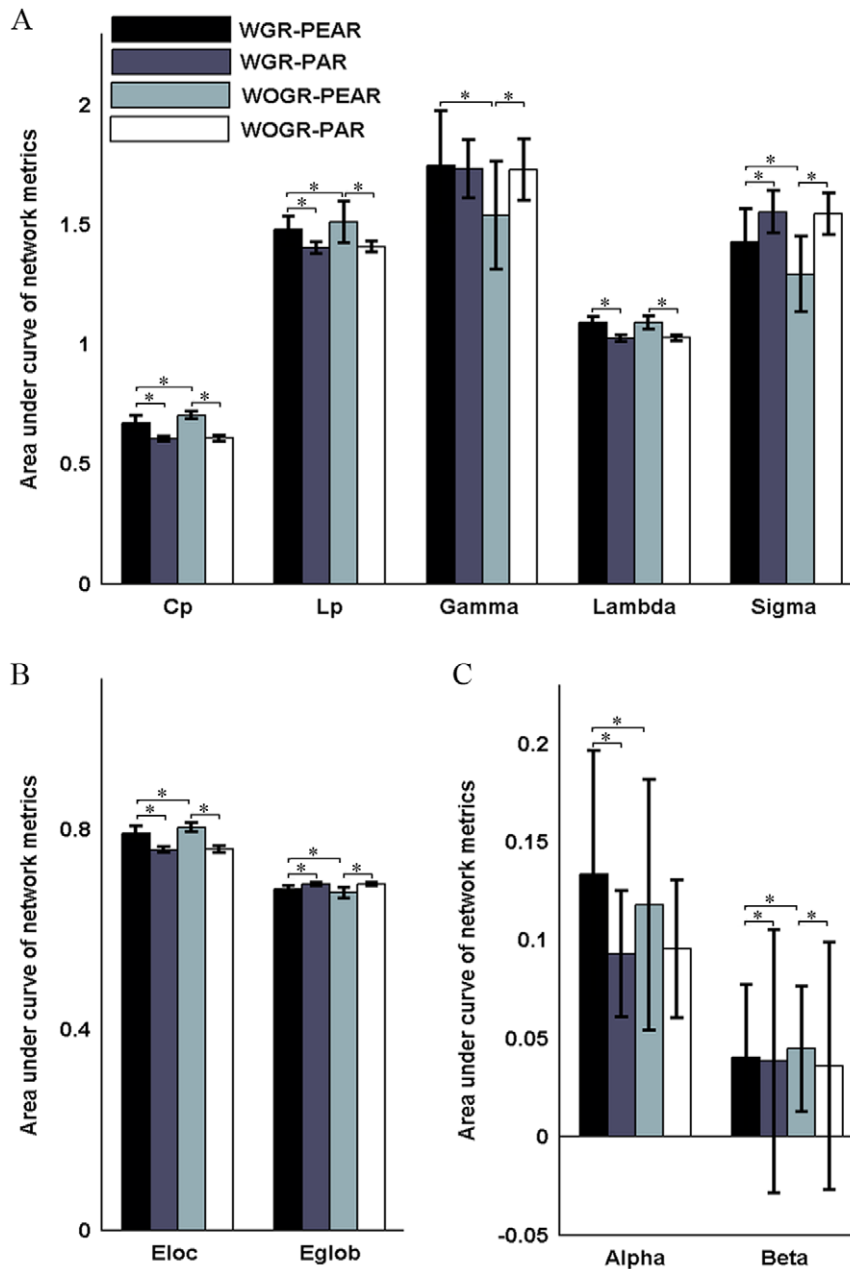 A
WGR-PEAR
WGR-PAR
WOGR-PEAR
WOGR-PAR
Area under curve of network metrics
2
1.5
1
0.5
0
* * * *
* * * *
* *
* *
* * * *
Cp Lp Gamma Lambda Sigma
B
Area under curve of network metrics
0.8
0.4
0
* * *
* * *
Eloc Eglob
C
Area under curve of network metrics
0.2
0.15
0.1
0.05
0
-0.05
* *
* * *
Alpha Beta